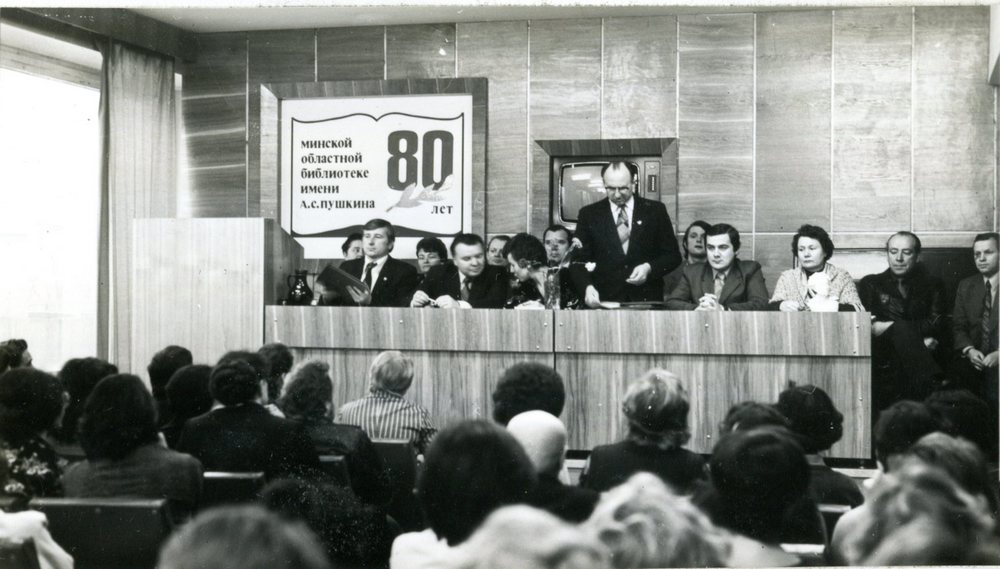 МИНСКОЙ
ОБЛАСТНОЙ
БИБЛИОТЕКЕ
ИМЕНИ
А.С.ПУШКИНА
80
лет